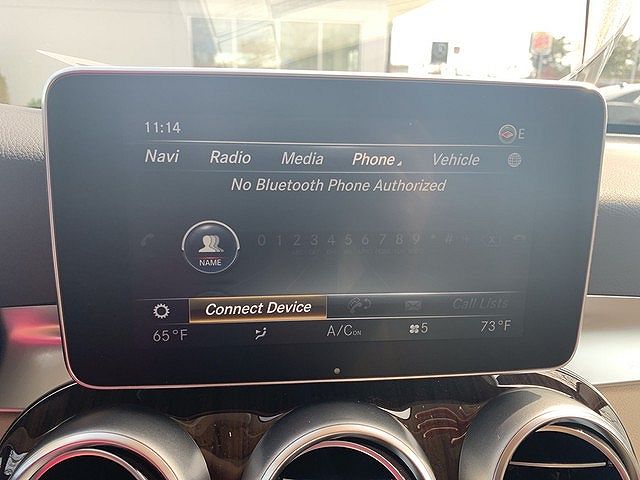 11:14 E
Navi Radio Media Phone Vehicle
No Bluetooth Phone Authorized
0 1 2 3 4 5 6 7 8 9 * # +
NAME
Connect Device Call Lists
65°F A/C ON 5 73°F